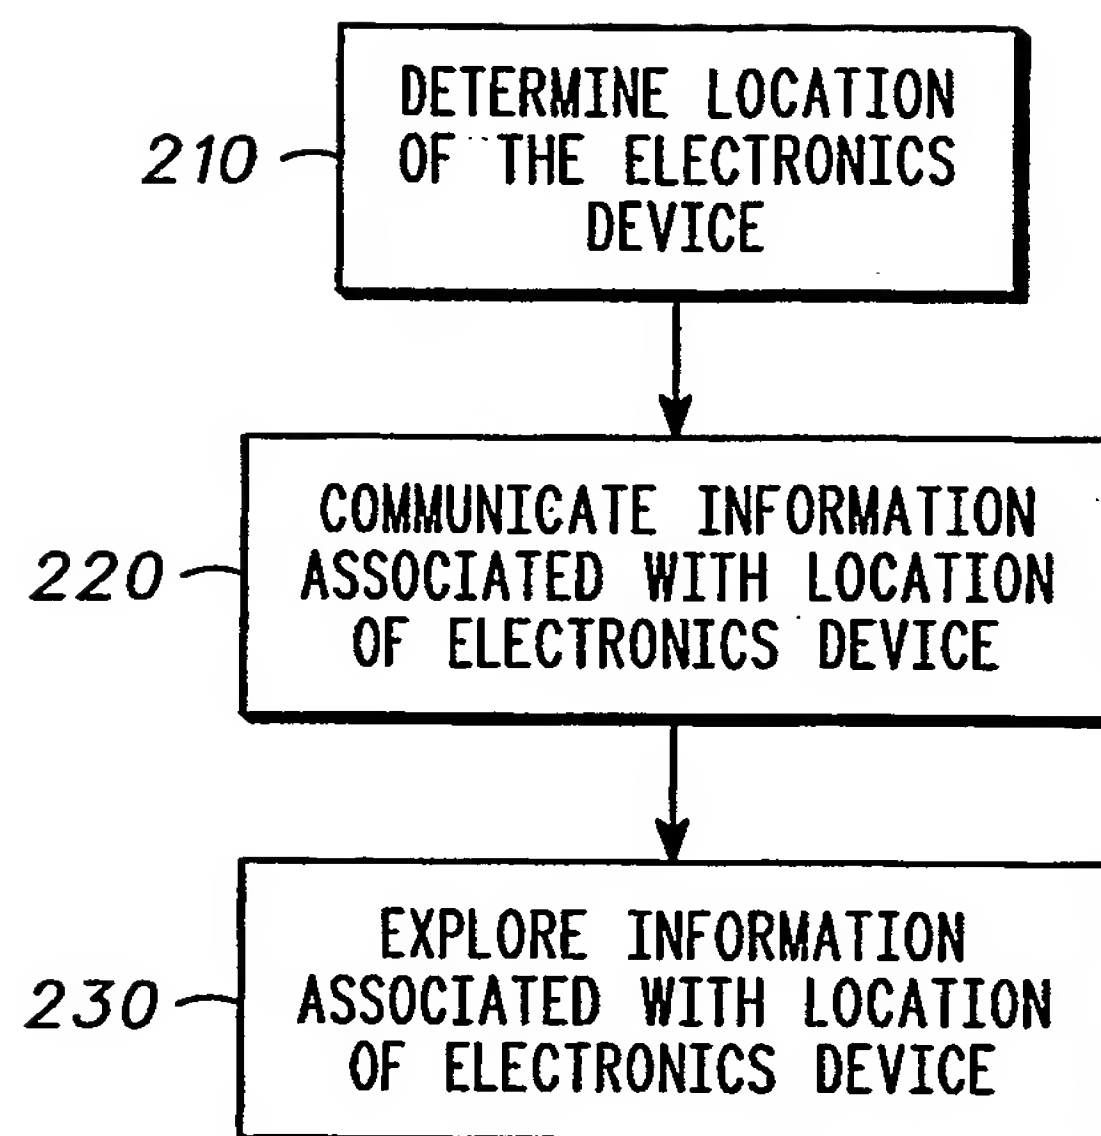 DETERMINE LOCATION
OF THE ELECTRONICS
DEVICE
210
COMMUNICATE INFORMATION
ASSOCIATED WITH LOCATION
OF ELECTRONICS DEVICE
220
EXPLORE INFORMATION
ASSOCIATED WITH LOCATION
OF ELECTRONICS DEVICE
230